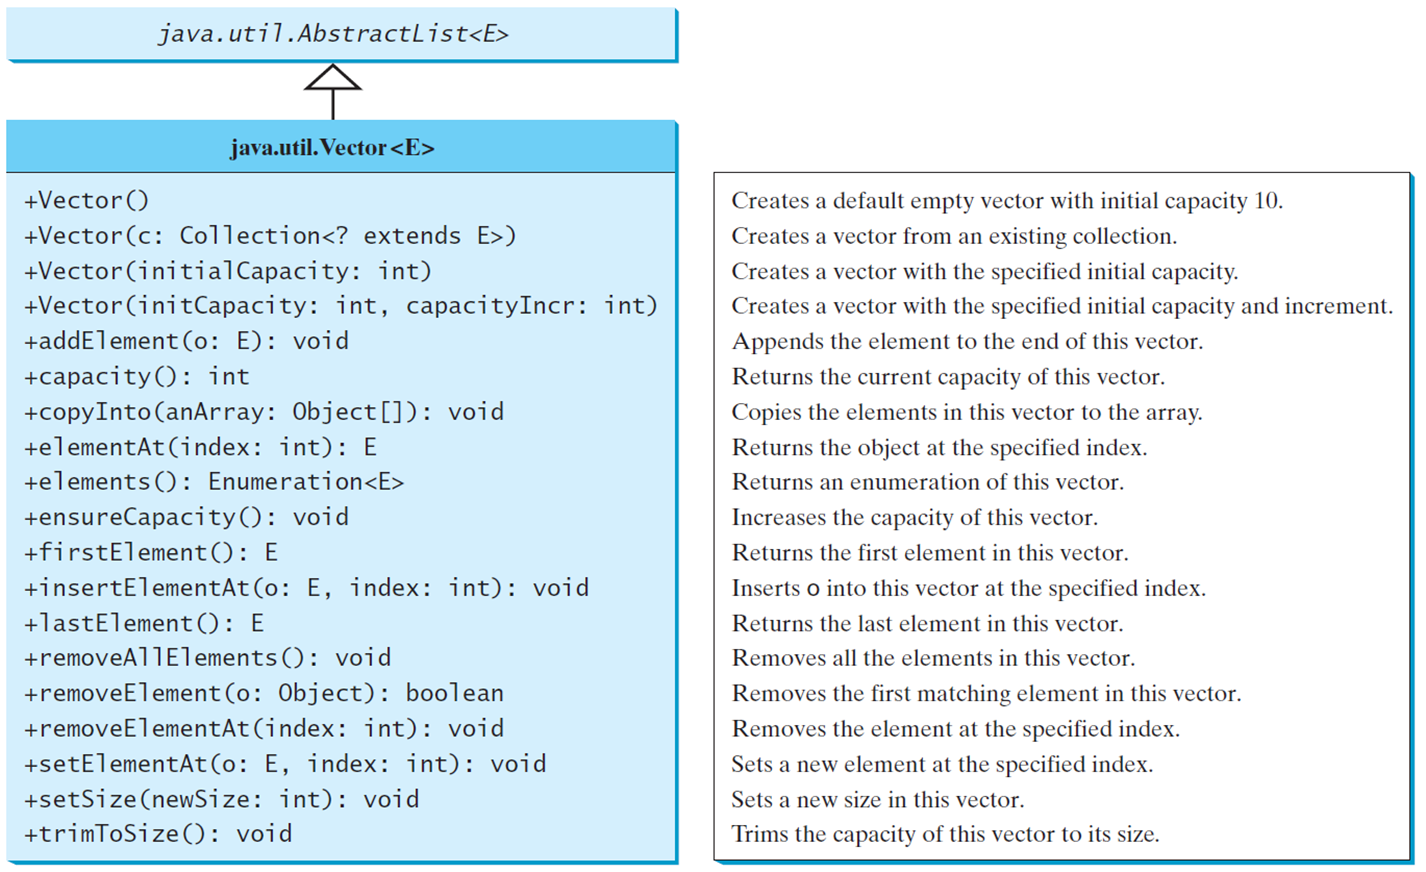 java.util.AbstractList<E>
java.util.Vector<E>
+Vector()
+Vector(c: Collection<? extends E>)
+Vector(initialCapacity: int)
+Vector(initCapacity: int, capacityIncr: int)
+addElement(o: E): void
+capacity(): int
+copyInto(anArray: Object[]): void
+elementAt(index: int): E
+elements(): Enumeration<E>
+ensureCapacity(): void
+firstElement(): E
+insertElementAt(o: E, index: int): void
+lastElement(): E
+removeAllElements(): void
+removeElement(o: Object): boolean
+removeElementAt(index: int): void
+setElementAt(o: E, index: int): void
+setSize(newSize: int): void
+trimToSize(): void
Creates a default empty vector with initial capacity 10.
Creates a vector from an existing collection.
Creates a vector with the specified initial capacity.
Creates a vector with the specified initial capacity and increment.
Appends the element to the end of this vector.
Returns the current capacity of this vector.
Copies the elements in this vector to the array.
Returns the object at the specified index.
Returns an enumeration of this vector.
Increases the capacity of this vector.
Returns the first element in this vector.
Inserts o into this vector at the specified index.
Returns the last element in this vector.
Removes all the elements in this vector.
Removes the first matching element in this vector.
Removes the element at the specified index.
Sets a new element at the specified index.
Sets a new size in this vector.
Trims the capacity of this vector to its size.